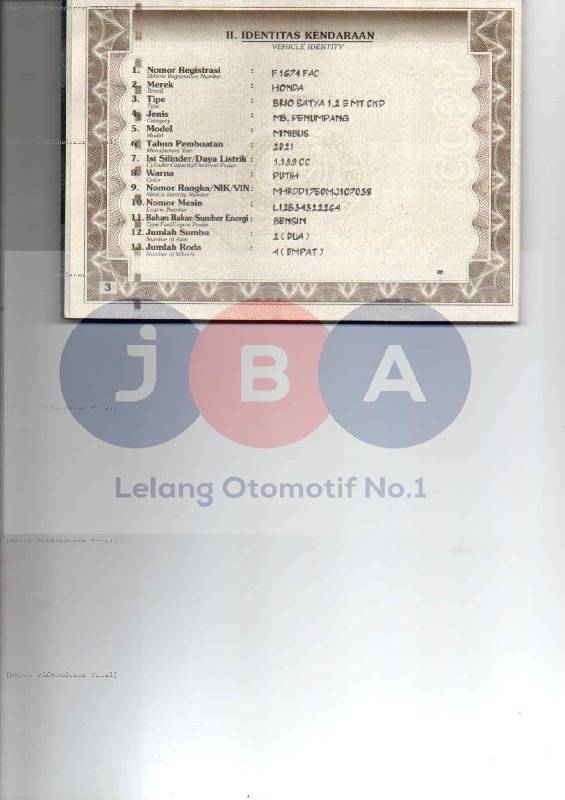 II. IDENTITAS KENDARAAN
VEHICLE IDENTITY
1. Nomor Registrasi : F 1674 FAC
Vehicle Registration Number
2. Merek : HONDA
Brand
3. Tipe : BRIO SATYA 1.2 E MT CKD
Type
4. Jenis : MB. PENUMPANG
Category
5. Model : MINIBUS
Model
6. Tahun Pembuatan : 2021
Manufacture Year
7. Isi Silinder/Daya Listrik : 1.199 CC
Cylinder Capacity/Electrical Power
8. Warna : PUTIH
Color
9. Nomor Rangka/NIK/VIN : MHRDD1750MJ107038
Vehicle Identity Number
10. Nomor Mesin : L12B34312264
Engine Number
11. Bahan Bakar/Sumber Energi : BENSIN
Type Fuel/Engine Power
12. Jumlah Sumbu : 2 ( DUA )
Number of Axle
13. Jumlah Roda : 4 ( EMPAT )
Number of Wheels
3
JBA
Lelang Otomotif No.1